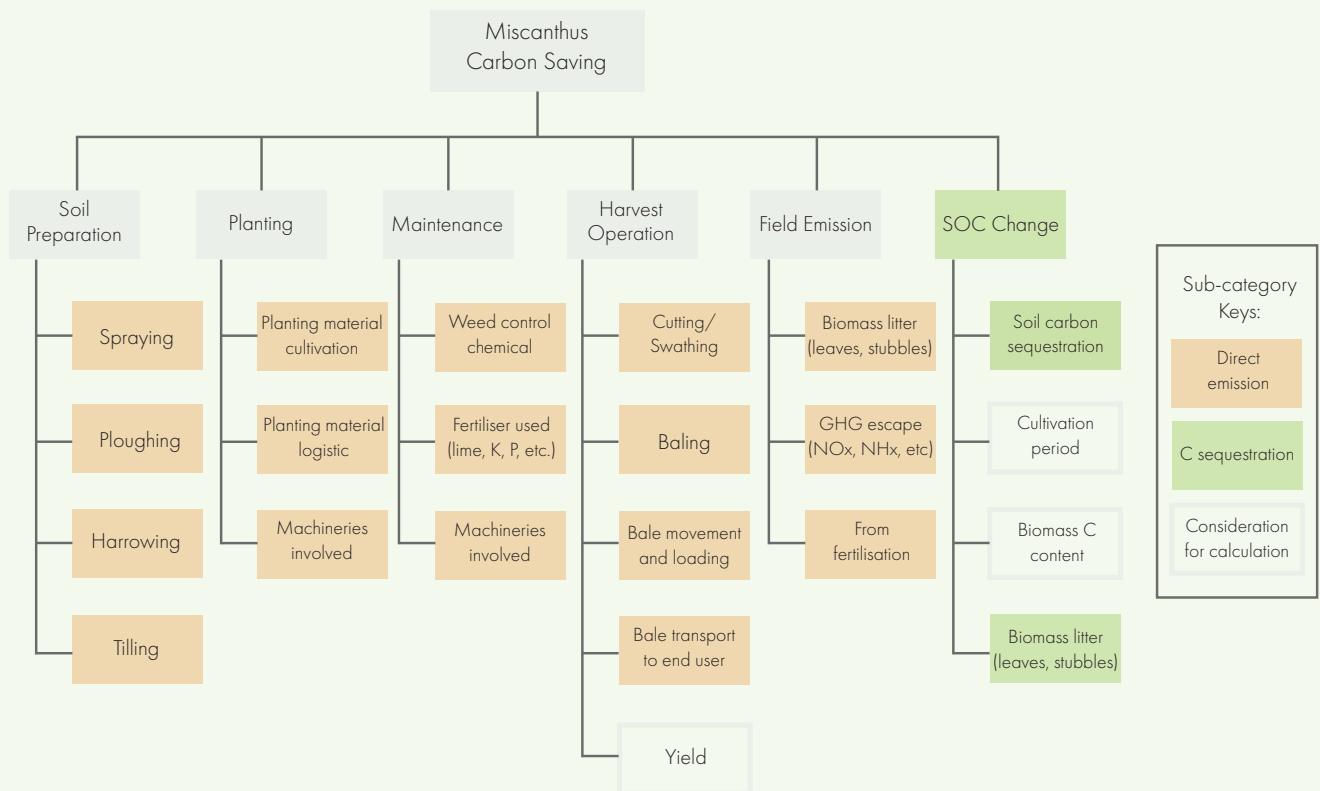 Miscanthus
Carbon Saving
Soil
Preparation
Planting
Maintenance
Harvest
Operation
Field Emission
SOC Change
Spraying
Ploughing
Harrowing
Tilling
Planting material
cultivation
Planting material
logistic
Machineries
involved
Weed control
chemical
Fertiliser used
(lime, K, P, etc.)
Machineries
involved
Cutting/
Swathing
Baling
Bale movement
and loading
Bale transport
to end user
Yield
Biomass litter
(leaves, stubbles)
GHG escape
(NOx, NHx, etc)
From
fertilisation
Soil carbon
sequestration
Cultivation
period
Biomass C
content
Biomass litter
(leaves, stubbles)
Sub-category
Keys:
Direct
emission
C sequestration
Consideration
for calculation